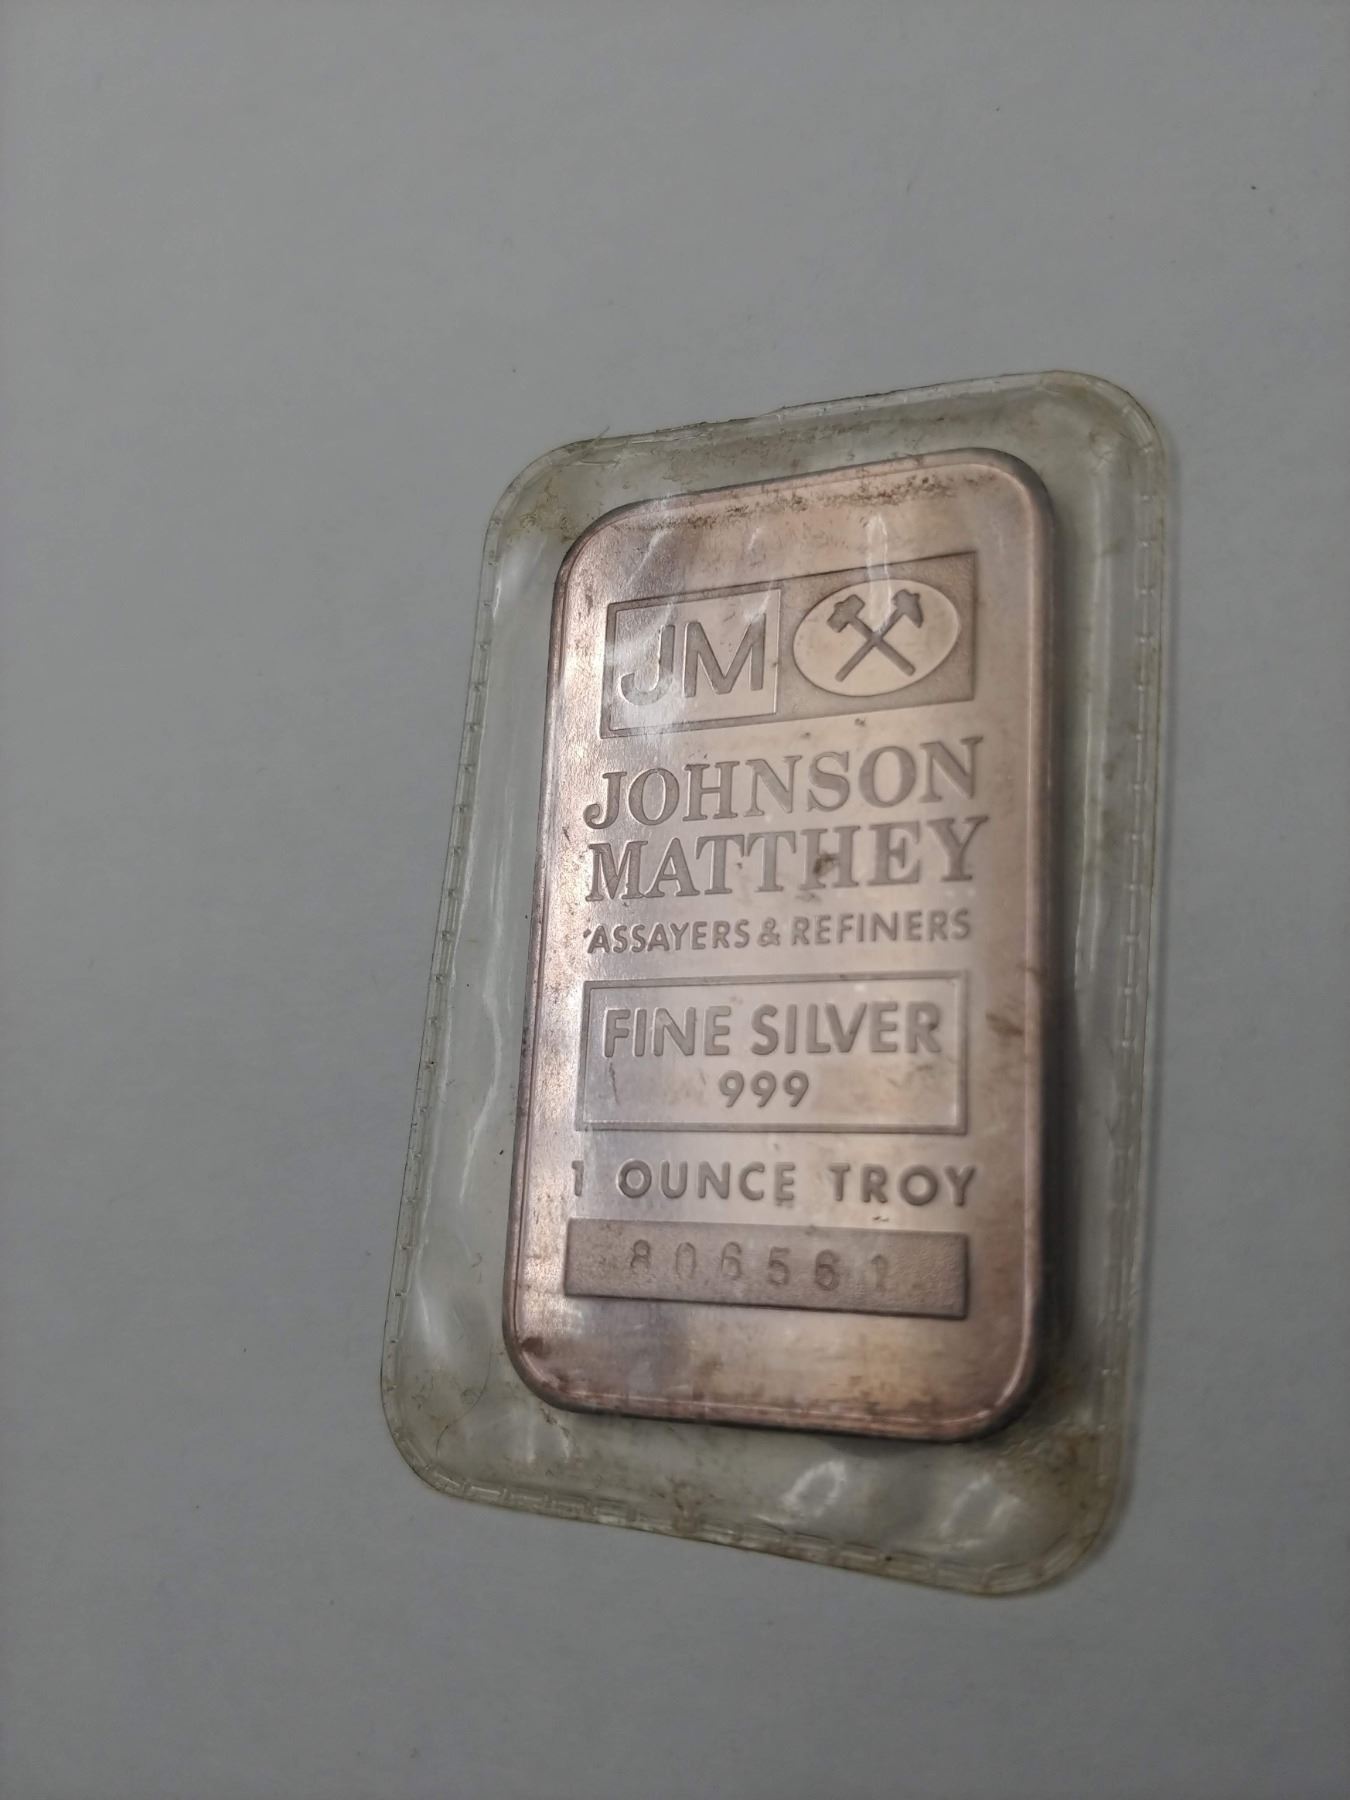 JM
JOHNSON
MATTHEY
ASSAYERS & REFINERS
FINE SILVER
999
1 OUNCE TROY
806561